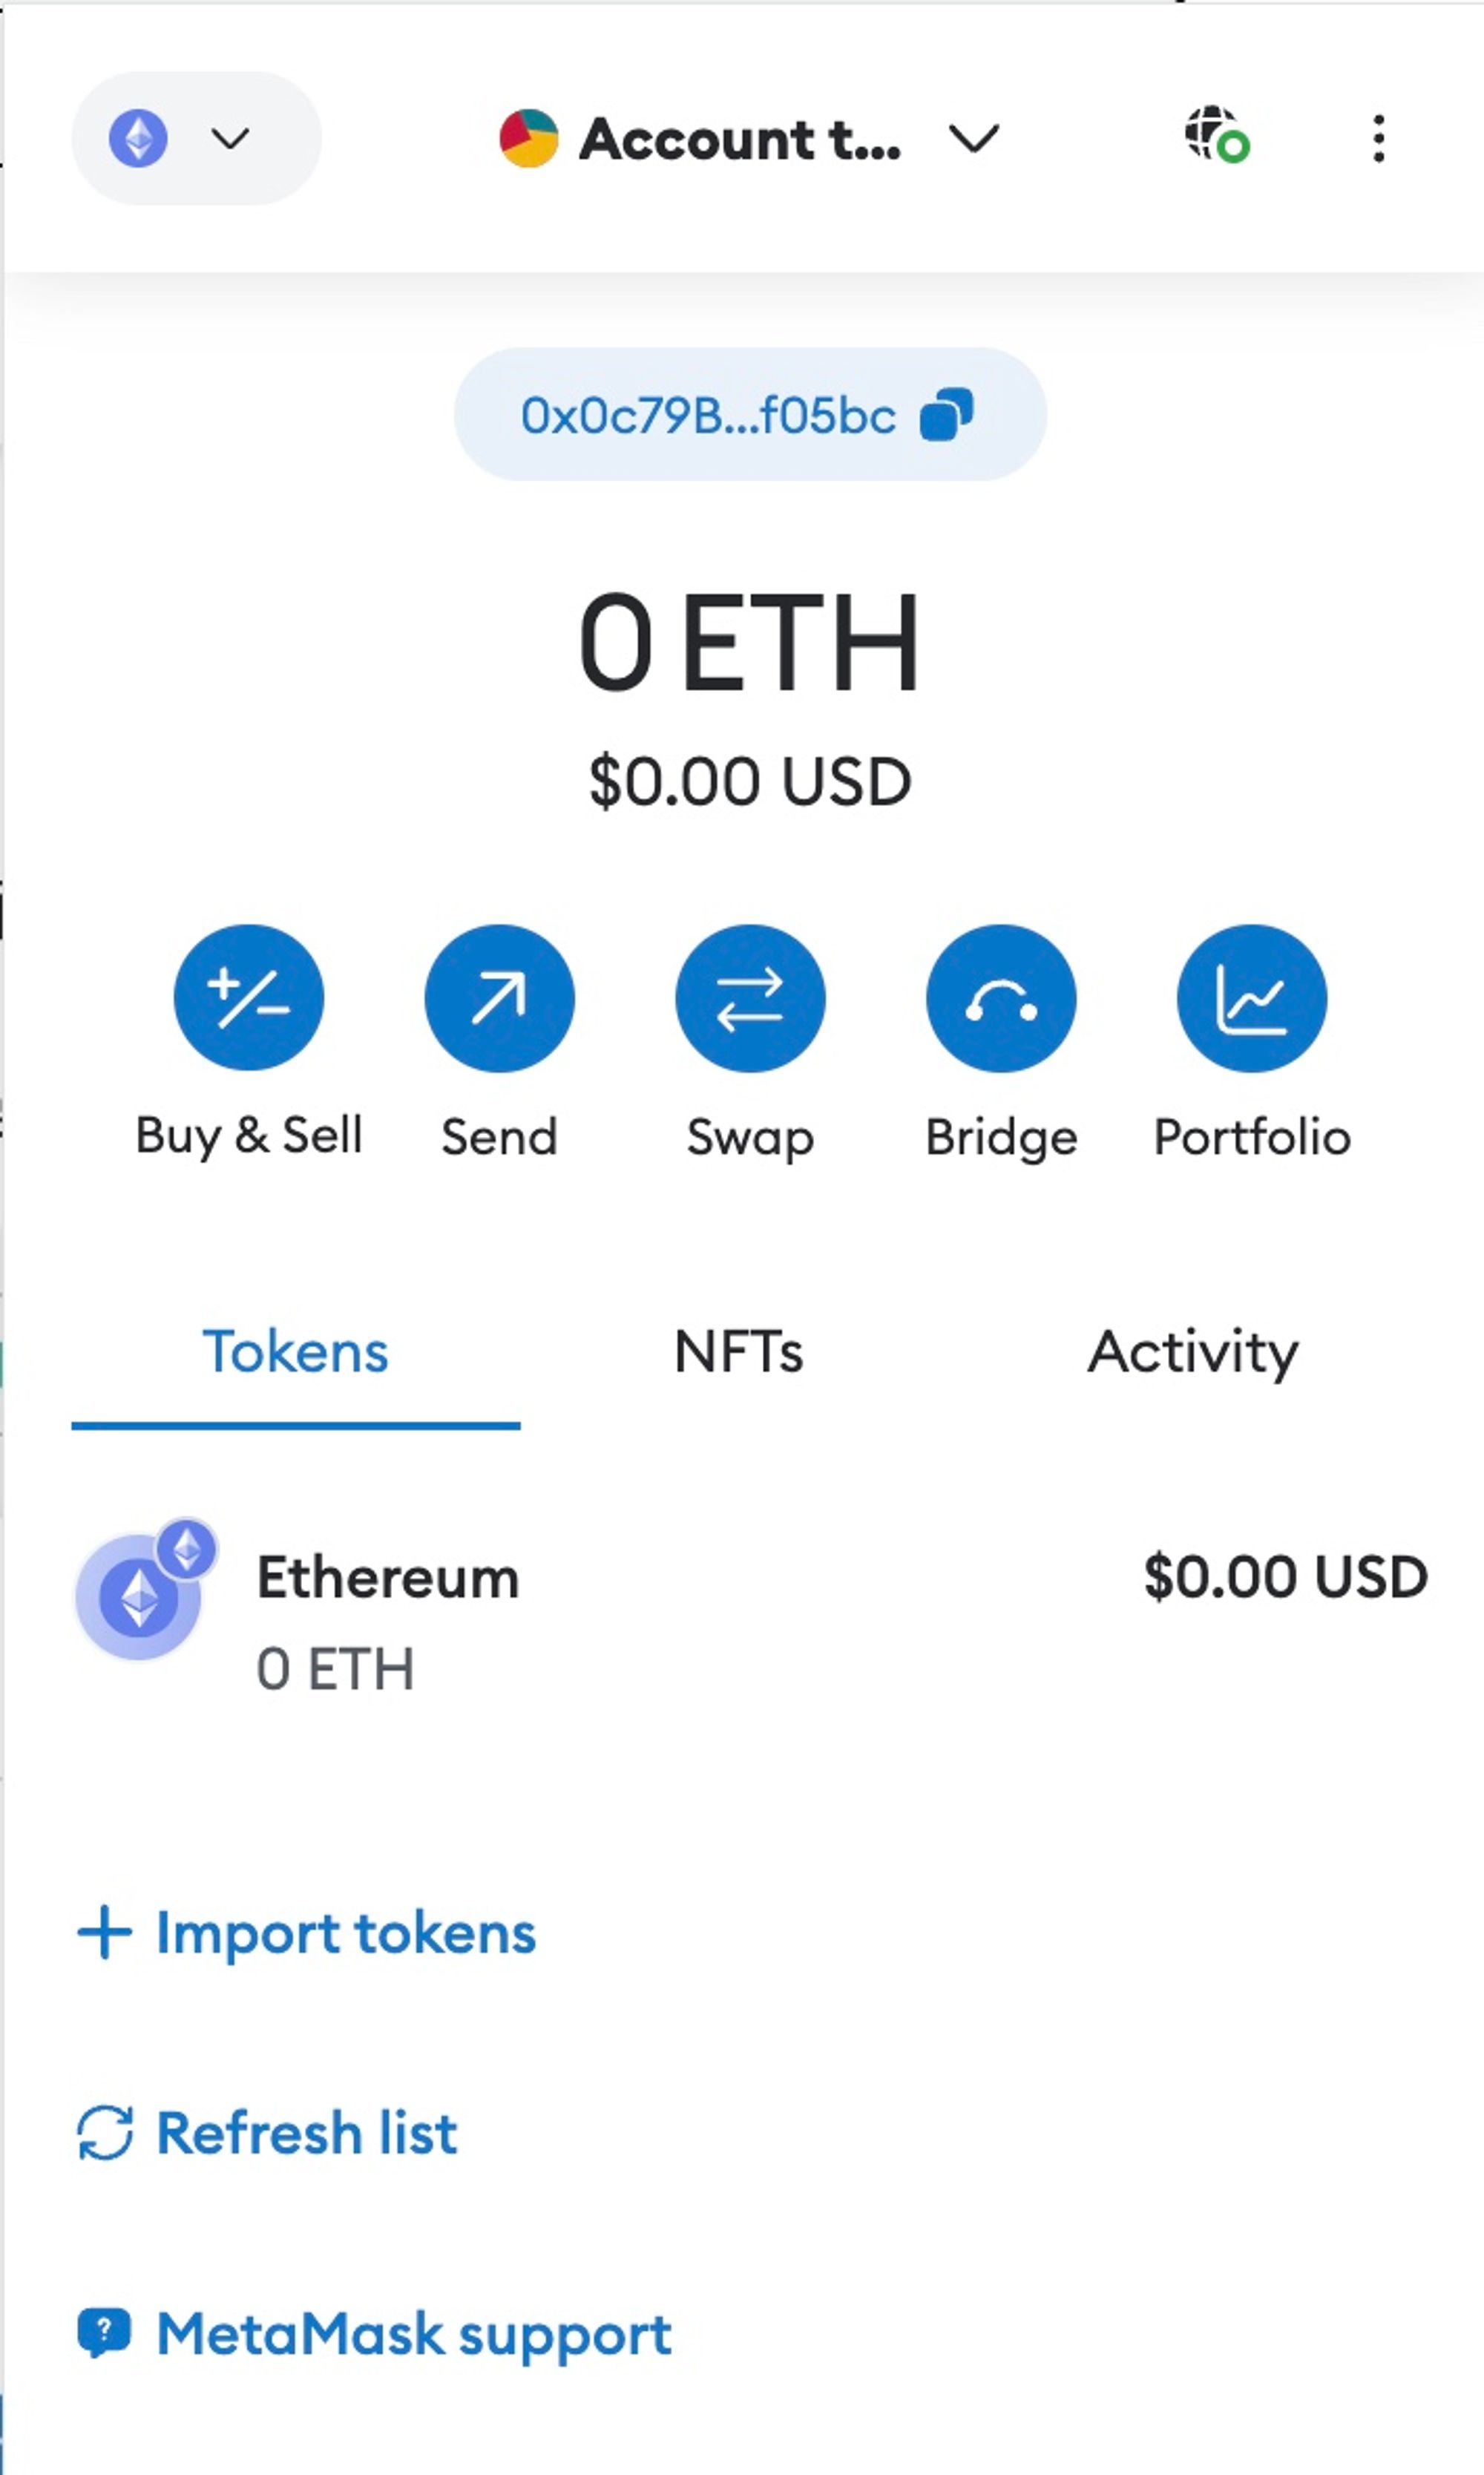 Account t...
0x0c79B...f05bc
0 ETH
$0.00 USD
Buy & Sell Send Swap Bridge Portfolio
Tokens NFTs Activity
Ethereum $0.00 USD
0 ETH
Import tokens
Refresh list
MetaMask support